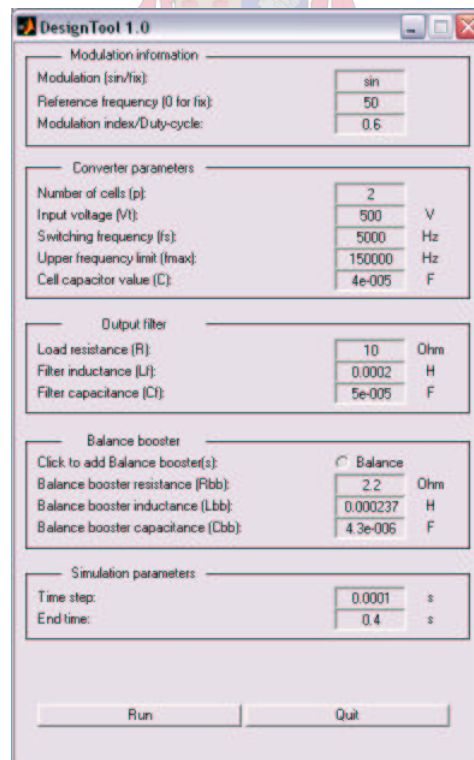 DesignTool 1.0
Modulation information
Modulation (sin/fix): sin
Reference frequency (0 for fix): 50
Modulation index/Duty-cycle: 0.6
Converter parameters
Number of cells (p): 2
Input voltage (Vt): 500 V
Switching frequency (fs): 5000 Hz
Upper frequency limit (fmax): 150000 Hz
Cell capacitor value (C): 4e-005 F
Output filter
Load resistance (R): 10 Ohm
Filter inductance (Lf): 0.0002 H
Filter capacitance (Cf): 5e-005 F
Balance booster
Click to add Balance booster(s): Balance
Balance booster resistance (Rbb): 2.2 Ohm
Balance booster inductance (Lbb): 0.000237 H
Balance booster capacitance (Cbb): 4.3e-006 F
Simulation parameters
Time step: 0.0001 s
End time: 0.4 s
Run Quit